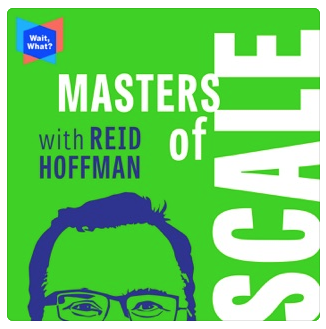 Wait,
What?
MASTERS
of
SCALE
with REID
HOFFMAN